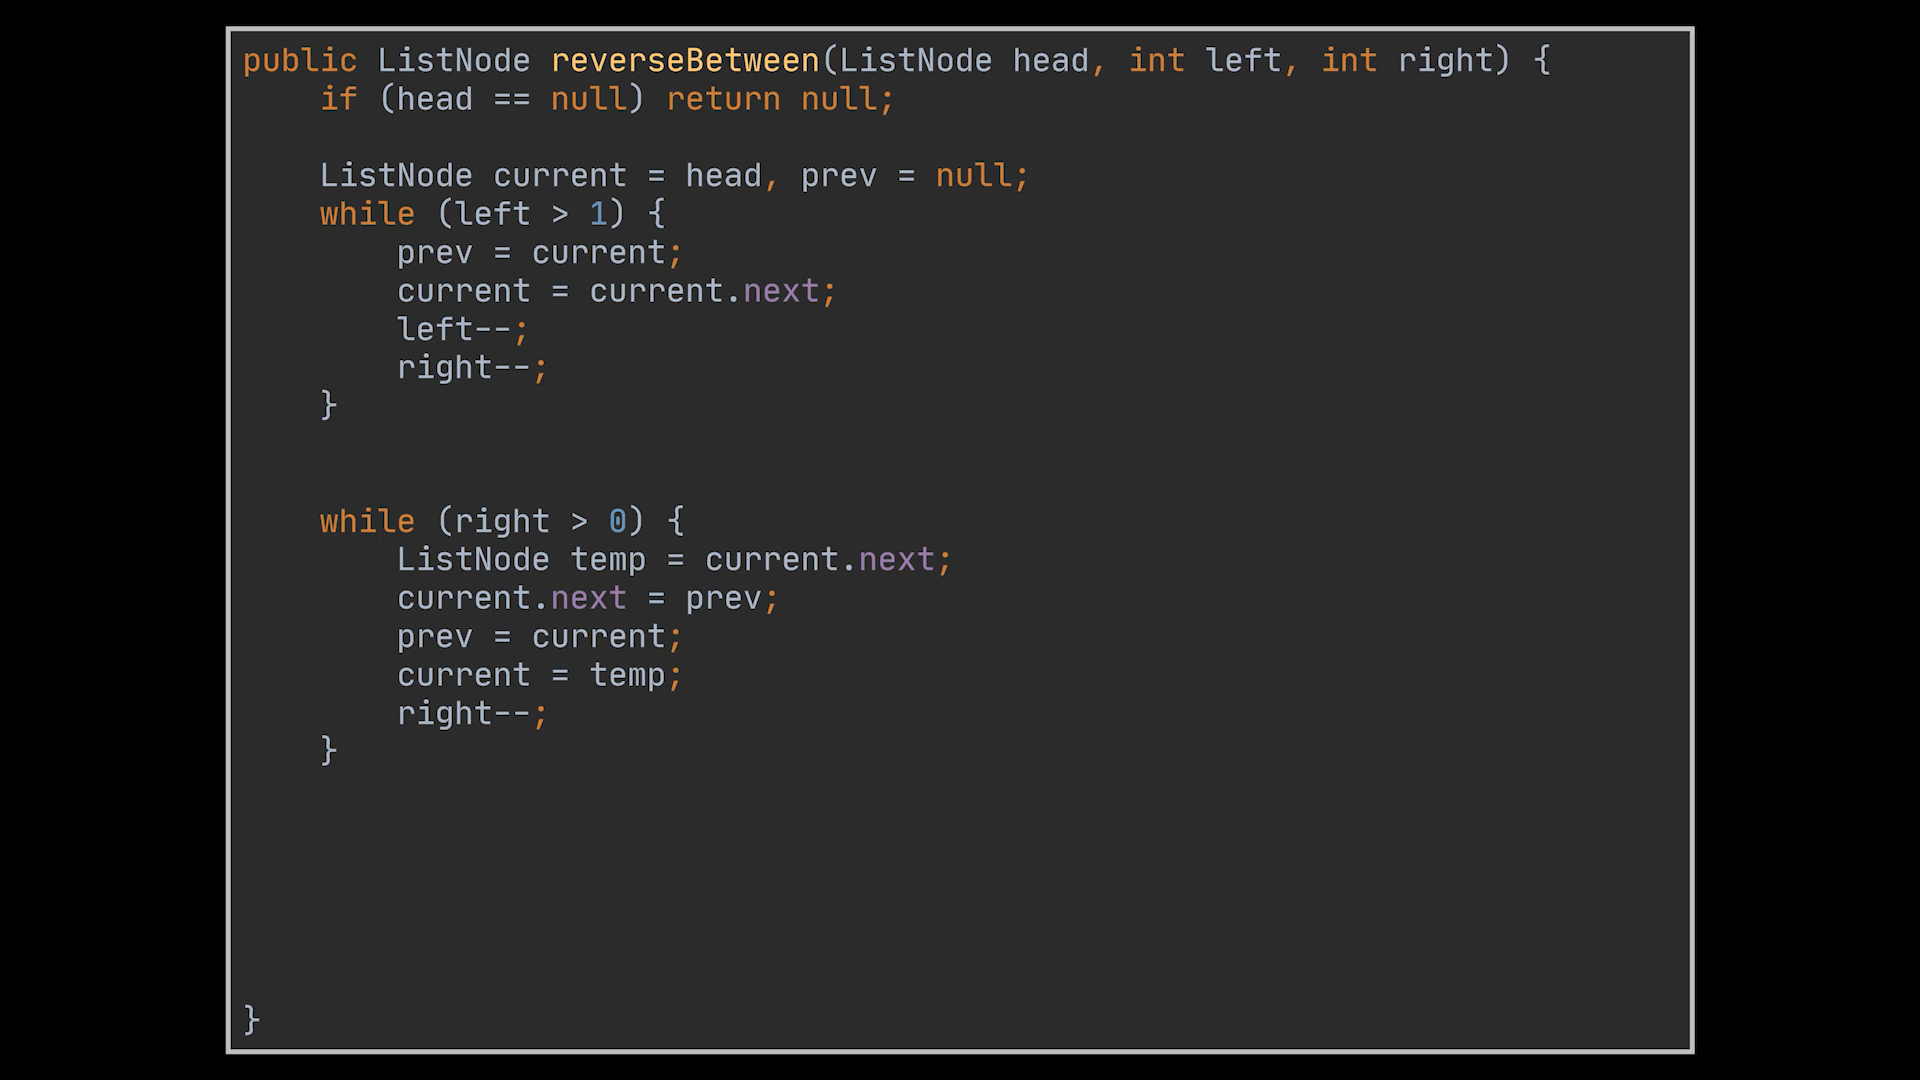 public ListNode reverseBetween(ListNode head, int left, int right) {
    if (head == null) return null;

    ListNode current = head, prev = null;
    while (left > 1) {
        prev = current;
        current = current.next;
        left--;
        right--;
    }

    while (right > 0) {
        ListNode temp = current.next;
        current.next = prev;
        prev = current;
        current = temp;
        right--;
    }

}